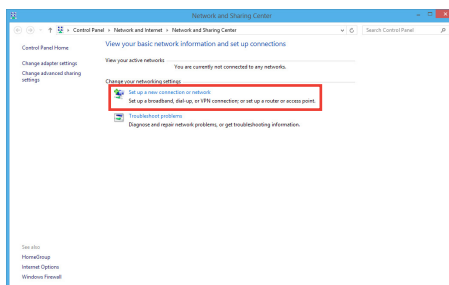 Network and Sharing Center
Control Panel
Network and Internet
Network and Sharing Center
Search Control Panel
Control Panel Home
Change adapter settings
Change advanced sharing
settings
View your basic network information and set up connections
View your active networks
You are currently not connected to any networks.
Change your networking settings
Set up a new connection or network
Set up a broadband, dial-up, or VPN connection; or set up a router or access point.
Troubleshoot problems
Diagnose and repair network problems, or get troubleshooting information.
See also
HomeGroup
Internet Options
Windows Firewall